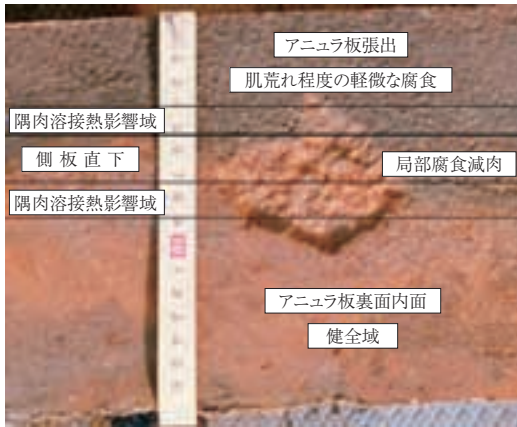 アニュラ板張出
肌荒れ程度の軽微な腐食
隅肉溶接熱影響域
側板直下
局部腐食減肉
隅肉溶接熱影響域
アニュラ板裏面内面
健全域